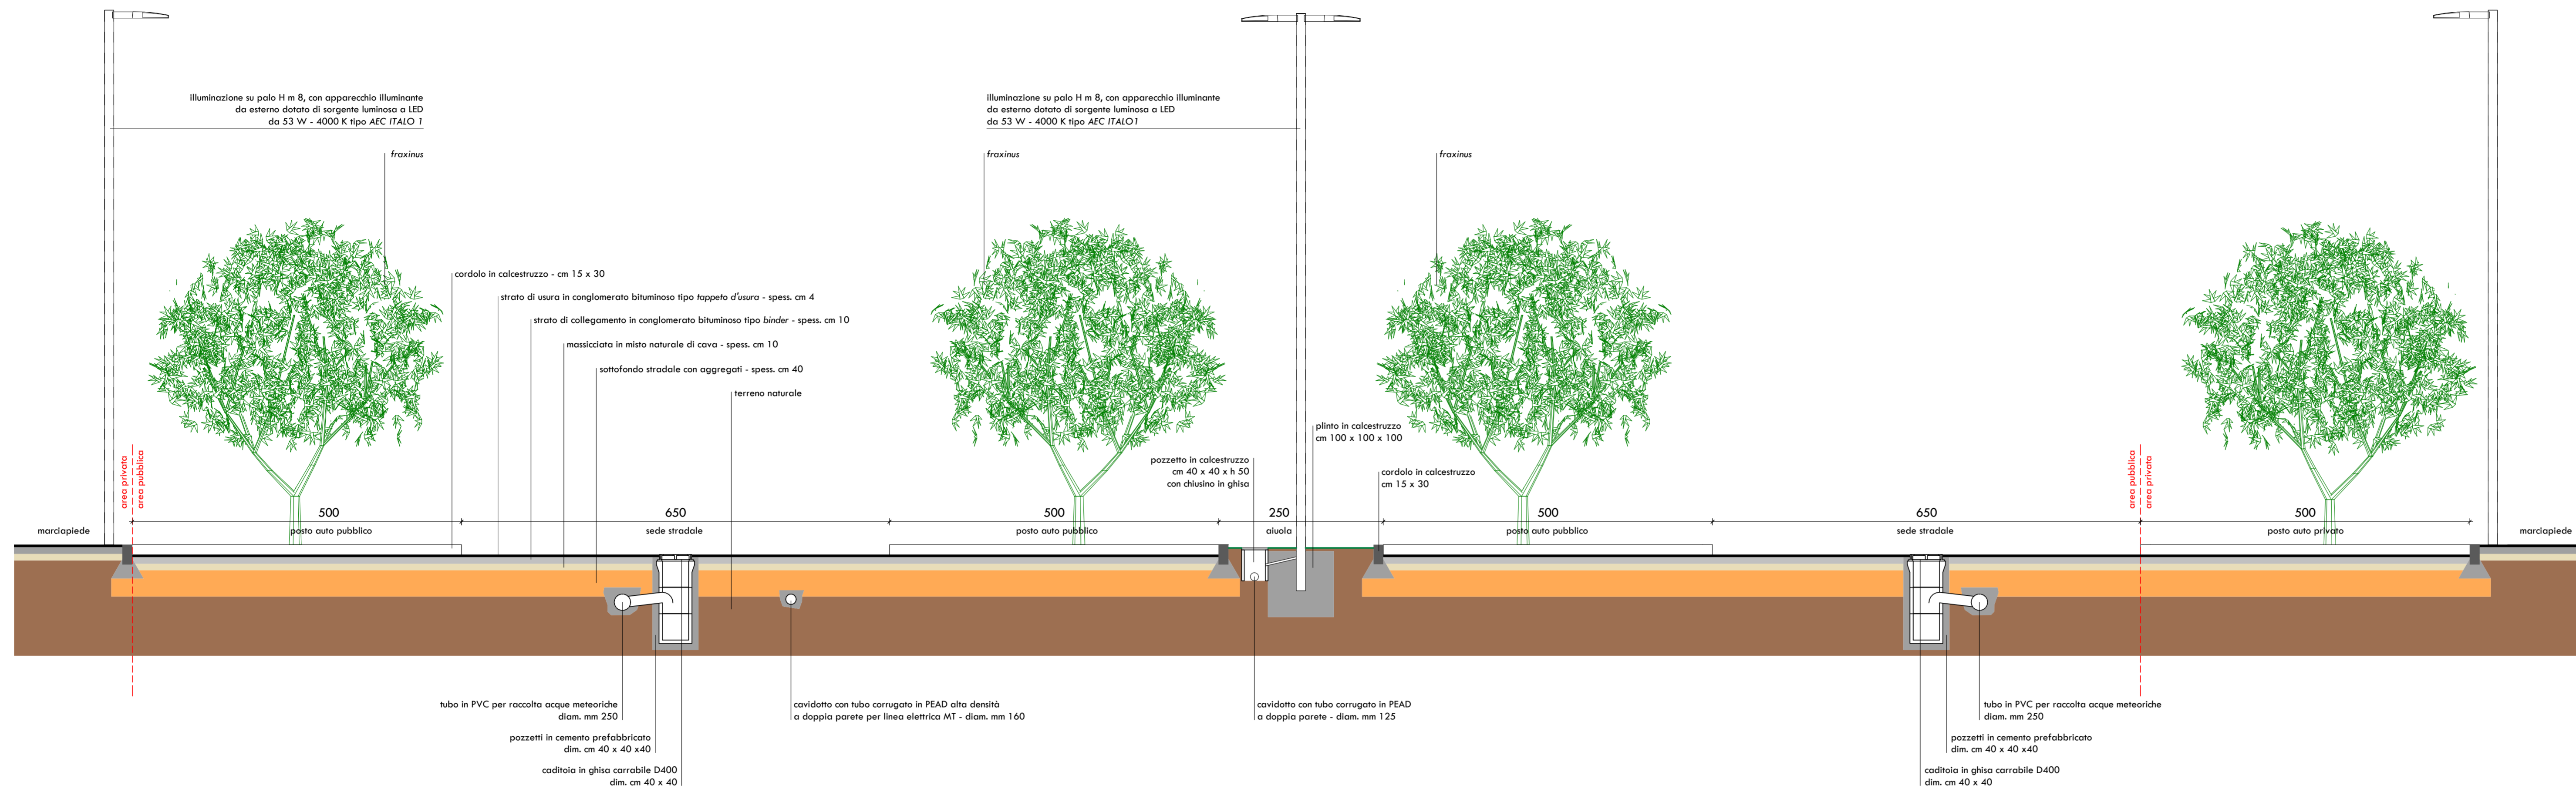 illuminazione su palo H m 8, con apparecchio illuminante
da esterno dotato di sorgente luminosa a LED
da 53 W - 4000 K tipo AEC ITALO 1
illuminazione su palo H m 8, con apparecchio illuminante
da esterno dotato di sorgente luminosa a LED
da 53 W - 4000 K tipo AEC ITALO1
fraxinus
fraxinus
fraxinus
cordolo in calcestruzzo - cm 15 x 30
strato di usura in conglomerato bituminoso tipo tappeto d'usura - spess. cm 4
strato di collegamento in conglomerato bituminoso tipo binder - spess. cm 10
massicciata in misto naturale di cava - spess. cm 10
sottofondo stradale con aggregati - spess. cm 40
terreno naturale
plinto in calcestruzzo
cm 100 x 100 x 100
pozzetto in calcestruzzo
cm 40 x 40 x h 50
con chiusino in ghisa
cordolo in calcestruzzo
cm 15 x 30
area privata
area pubblica
area pubblica
area privata
500
650
500
250
500
650
500
marciapiede
posto auto pubblico
sede stradale
posto auto pubblico
aiuola
posto auto pubblico
sede stradale
posto auto privato
marciapiede
tubo in PVC per raccolta acque meteoriche
diam. mm 250
cavidotto con tubo corrugato in PEAD alta densità
a doppia parete per linea elettrica MT - diam. mm 160
cavidotto con tubo corrugato in PEAD
a doppia parete - diam. mm 125
tubo in PVC per raccolta acque meteoriche
diam. mm 250
pozzetti in cemento prefabbricato
dim. cm 40 x 40 x40
pozzetti in cemento prefabbricato
dim. cm 40 x 40 x40
caditoia in ghisa carrabile D400
dim. cm 40 x 40
caditoia in ghisa carrabile D400
dim. cm 40 x 40